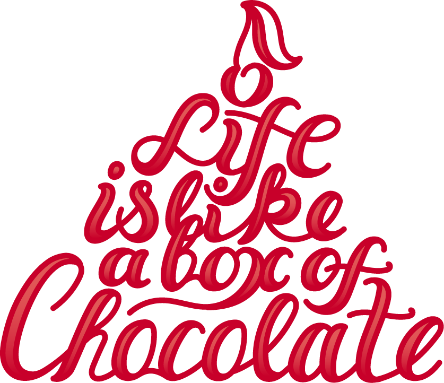 Life
is like
a box of
Chocolate